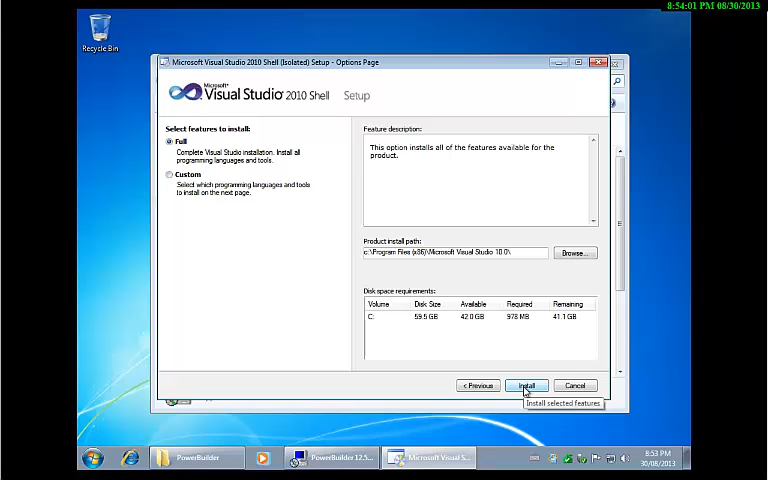 8:54:01 PM 08/30/2013
Recycle Bin
Microsoft Visual Studio 2010 Shell (Isolated) Setup - Options Page
Microsoft
Visual Studio 2010 Shell Setup
Select features to install:
Full
Complete Visual Studio installation. Install all
programming languages and tools.
Custom
Select which programming languages and tools
to install on the next page.
Feature description:
This option installs all of the features available for the
product.
Product install path:
c:\Program Files (x86)\Microsoft Visual Studio 10.0\
Browse...
Disk space requirements:
Volume Disk Size Available Required Remaining
C: 59.5 GB 42.0 GB 978 MB 41.1 GB
< Previous Install Cancel
Install selected features
PowerBuilder PowerBuilder 12.5... Microsoft Visual S...
8:53 PM
30/08/2013